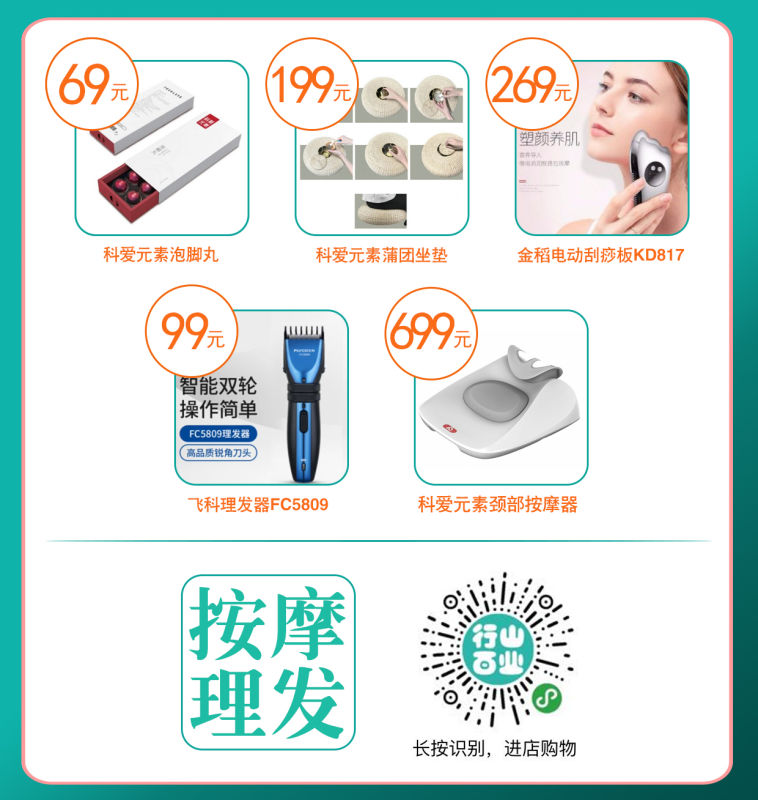 69元
199元
269元
塑颜养肌
科爱元素泡脚丸
科爱元素蒲团坐垫
金稻电动刮痧板KD817
99元
699元
智能双轮
操作简单
FC5809理发器
高品质锐角刀头
飞科理发器FC5809
科爱元素颈部按摩器
按摩
理发
行山
百业
长按识别，进店购物